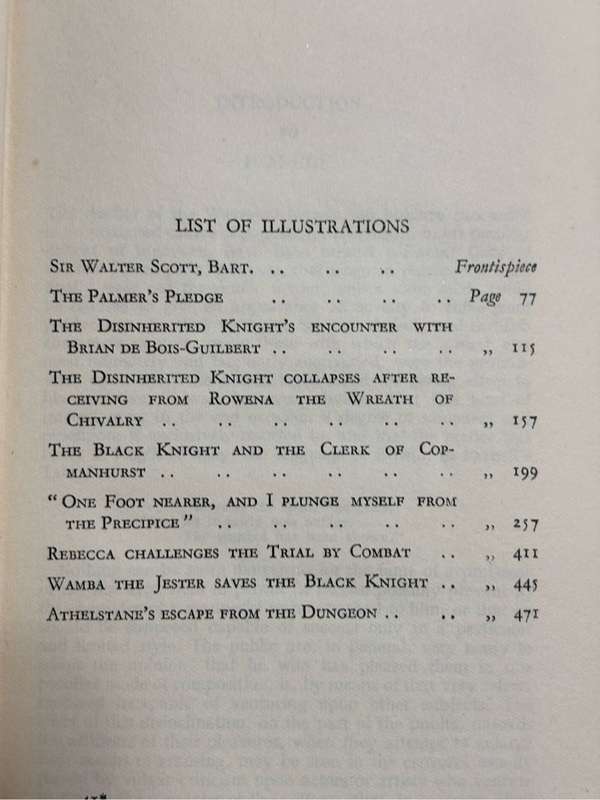 LIST OF ILLUSTRATIONS
SIR WALTER SCOTT, BART. .. .. .. Frontispiece
THE PALMER'S PLEDGE .. .. .. .. Page 77
THE DISINHERITED KNIGHT'S ENCOUNTER WITH
BRIAN DE BOIS-GUILBERT .. .. .. .. „ 115
THE DISINHERITED KNIGHT COLLAPSES AFTER RE-
CEIVING FROM ROWENA THE WREATH OF
CHIVALRY .. .. .. .. .. .. „ 157
THE BLACK KNIGHT AND THE CLERK OF COP-
MANHURST .. .. .. .. .. .. „ 199
“ONE FOOT NEARER, AND I PLUNGE MYSELF FROM
THE PRECIPICE” .. .. .. .. .. „ 257
REBECCA CHALLENGES THE TRIAL BY COMBAT .. „ 411
WAMBA THE JESTER SAVES THE BLACK KNIGHT .. „ 445
ATHELSTANE'S ESCAPE FROM THE DUNGEON .. .. „ 471